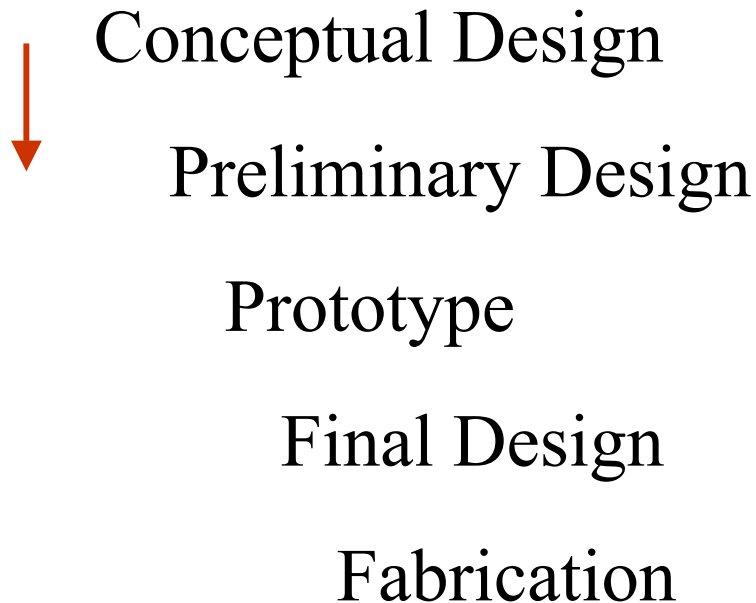 Conceptual Design
Preliminary Design
Prototype
Final Design
Fabrication